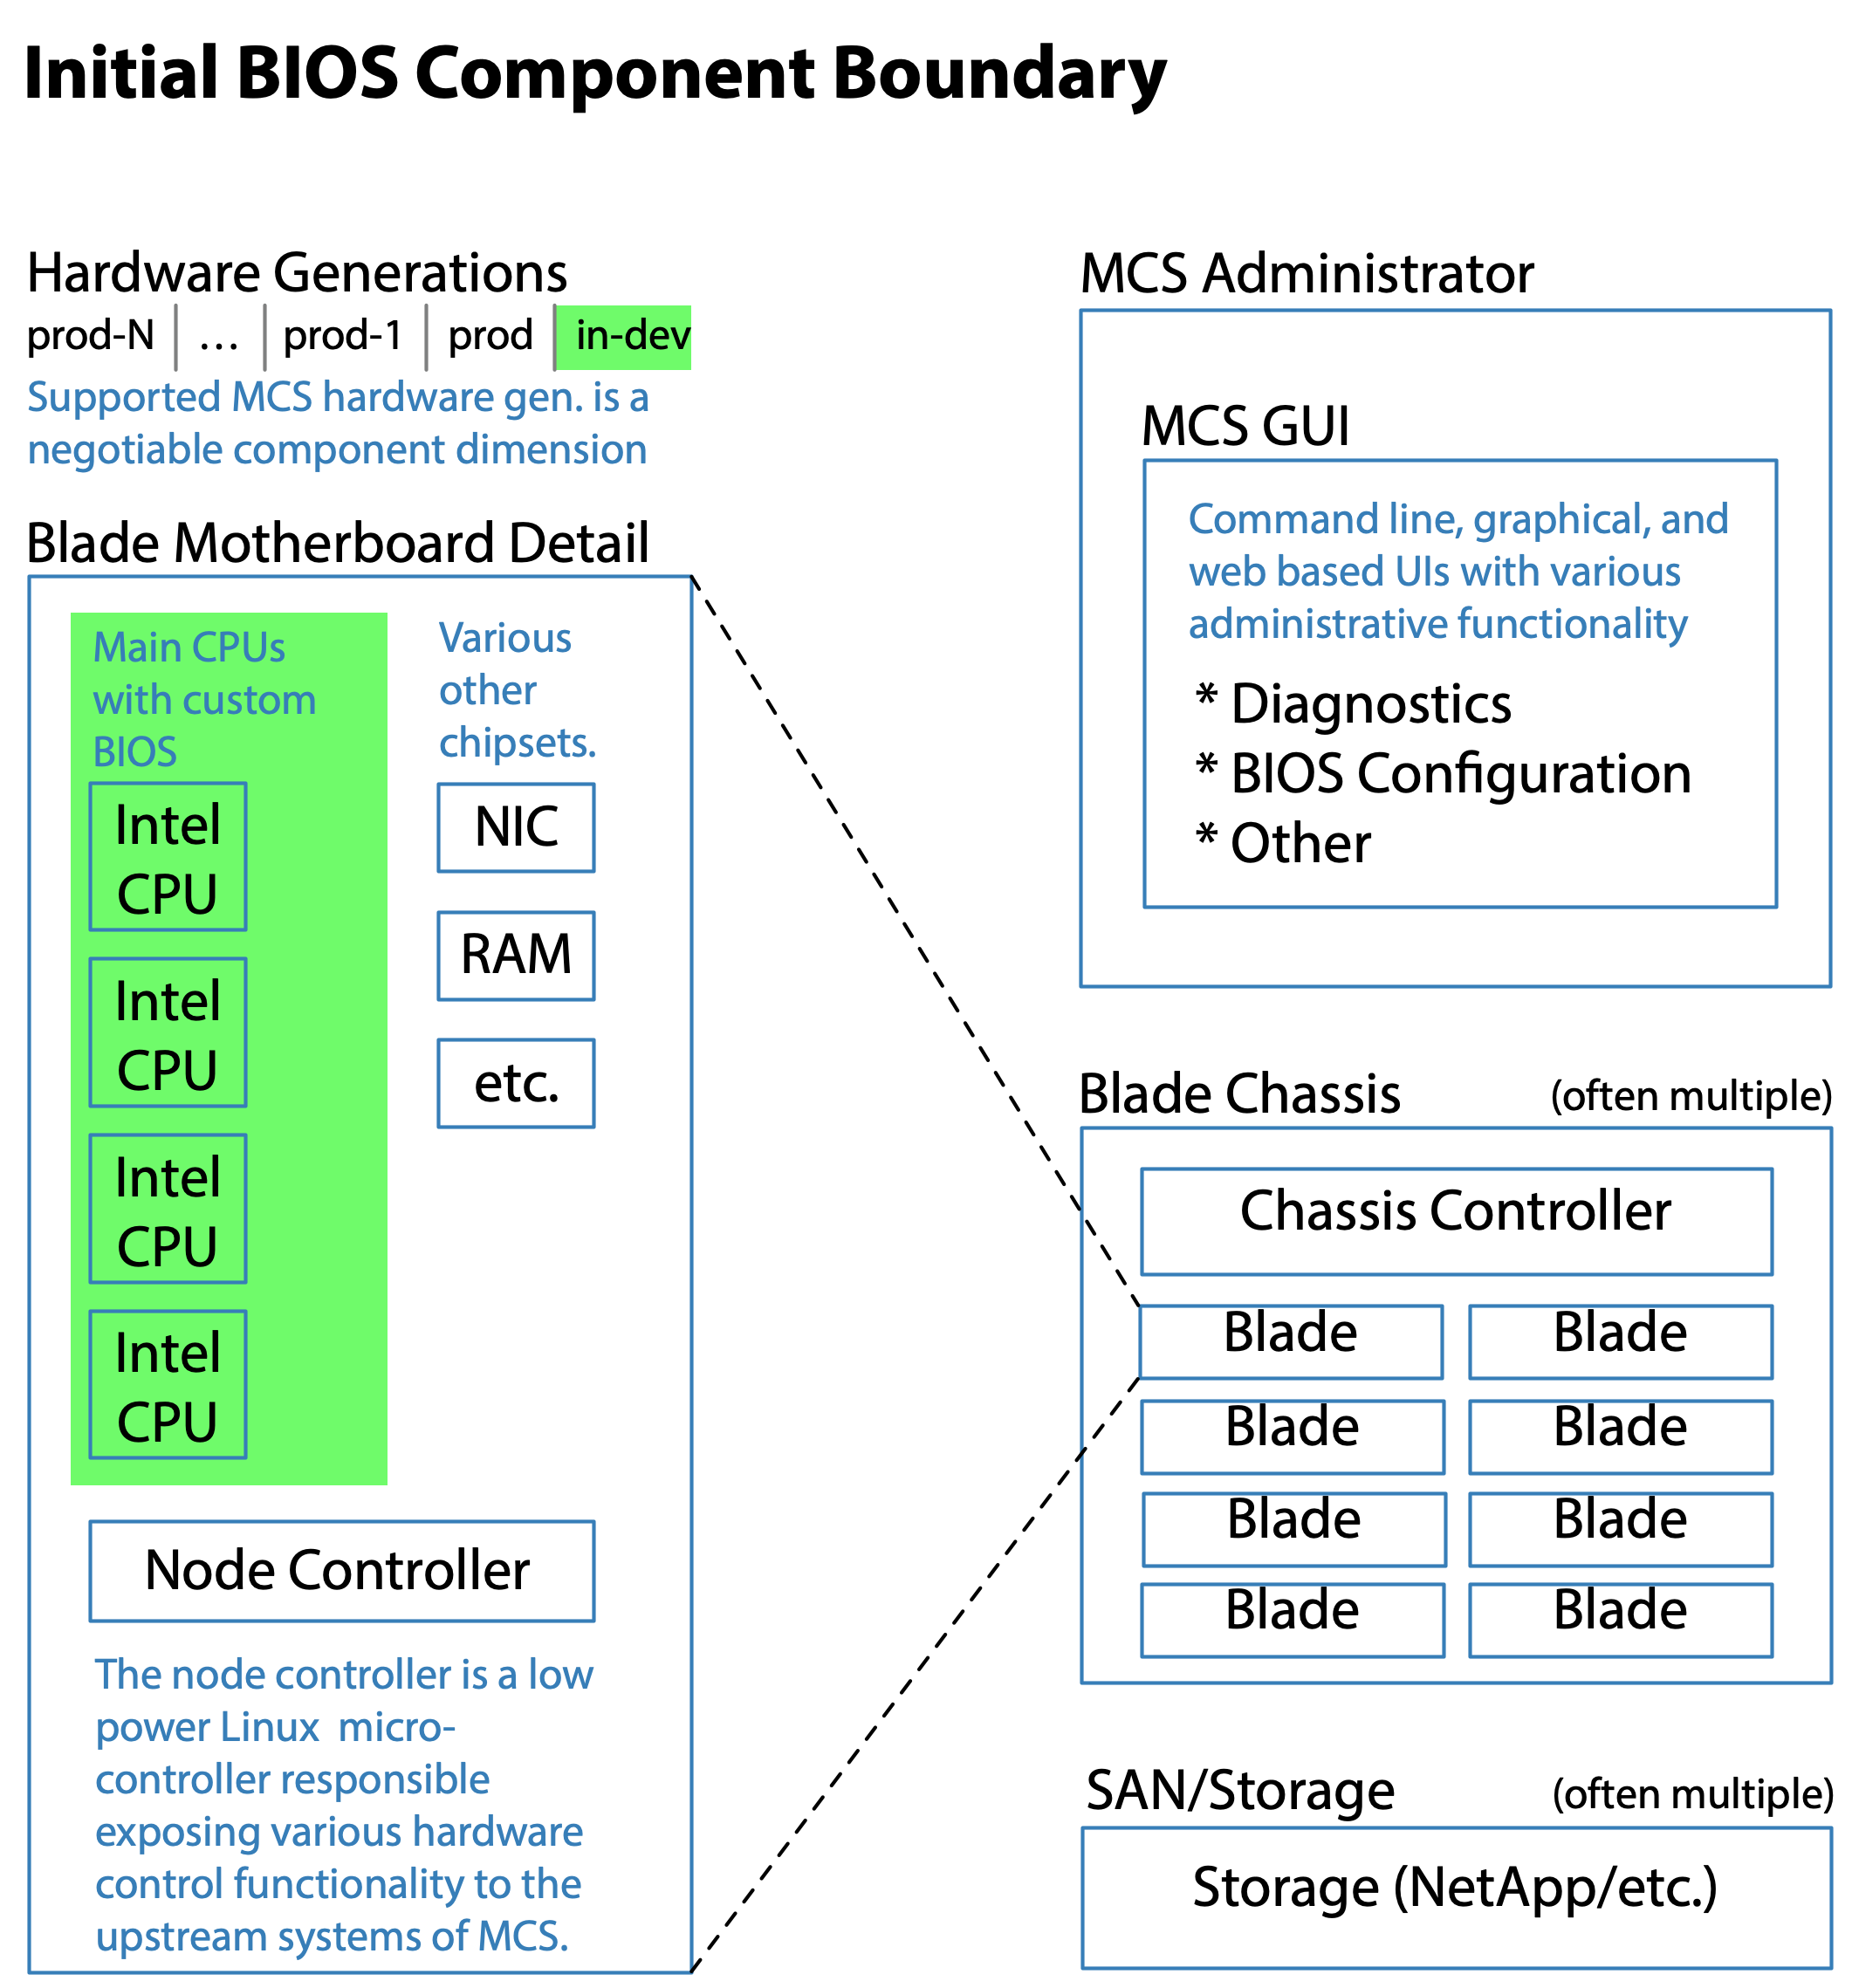 Initial BIOS Component Boundary
Hardware Generations
prod-N
...
prod-1
prod
in-dev
Supported MCS hardware gen. is a
negotiable component dimension
Blade Motherboard Detail
Main CPUs
with custom
BIOS
Intel
CPU
Intel
CPU
Intel
CPU
Intel
CPU
Various
other
chipsets.
NIC
RAM
etc.
Node Controller
The node controller is a low
power Linux  micro-
controller responsible
exposing various hardware
control functionality to the
upstream systems of MCS.
MCS Administrator
MCS GUI
Command line, graphical, and
web based UIs with various
administrative functionality
* Diagnostics
* BIOS Configuration
* Other
Blade Chassis (often multiple)
Chassis Controller
Blade Blade
Blade Blade
Blade Blade
Blade Blade
SAN/Storage (often multiple)
Storage (NetApp/etc.)